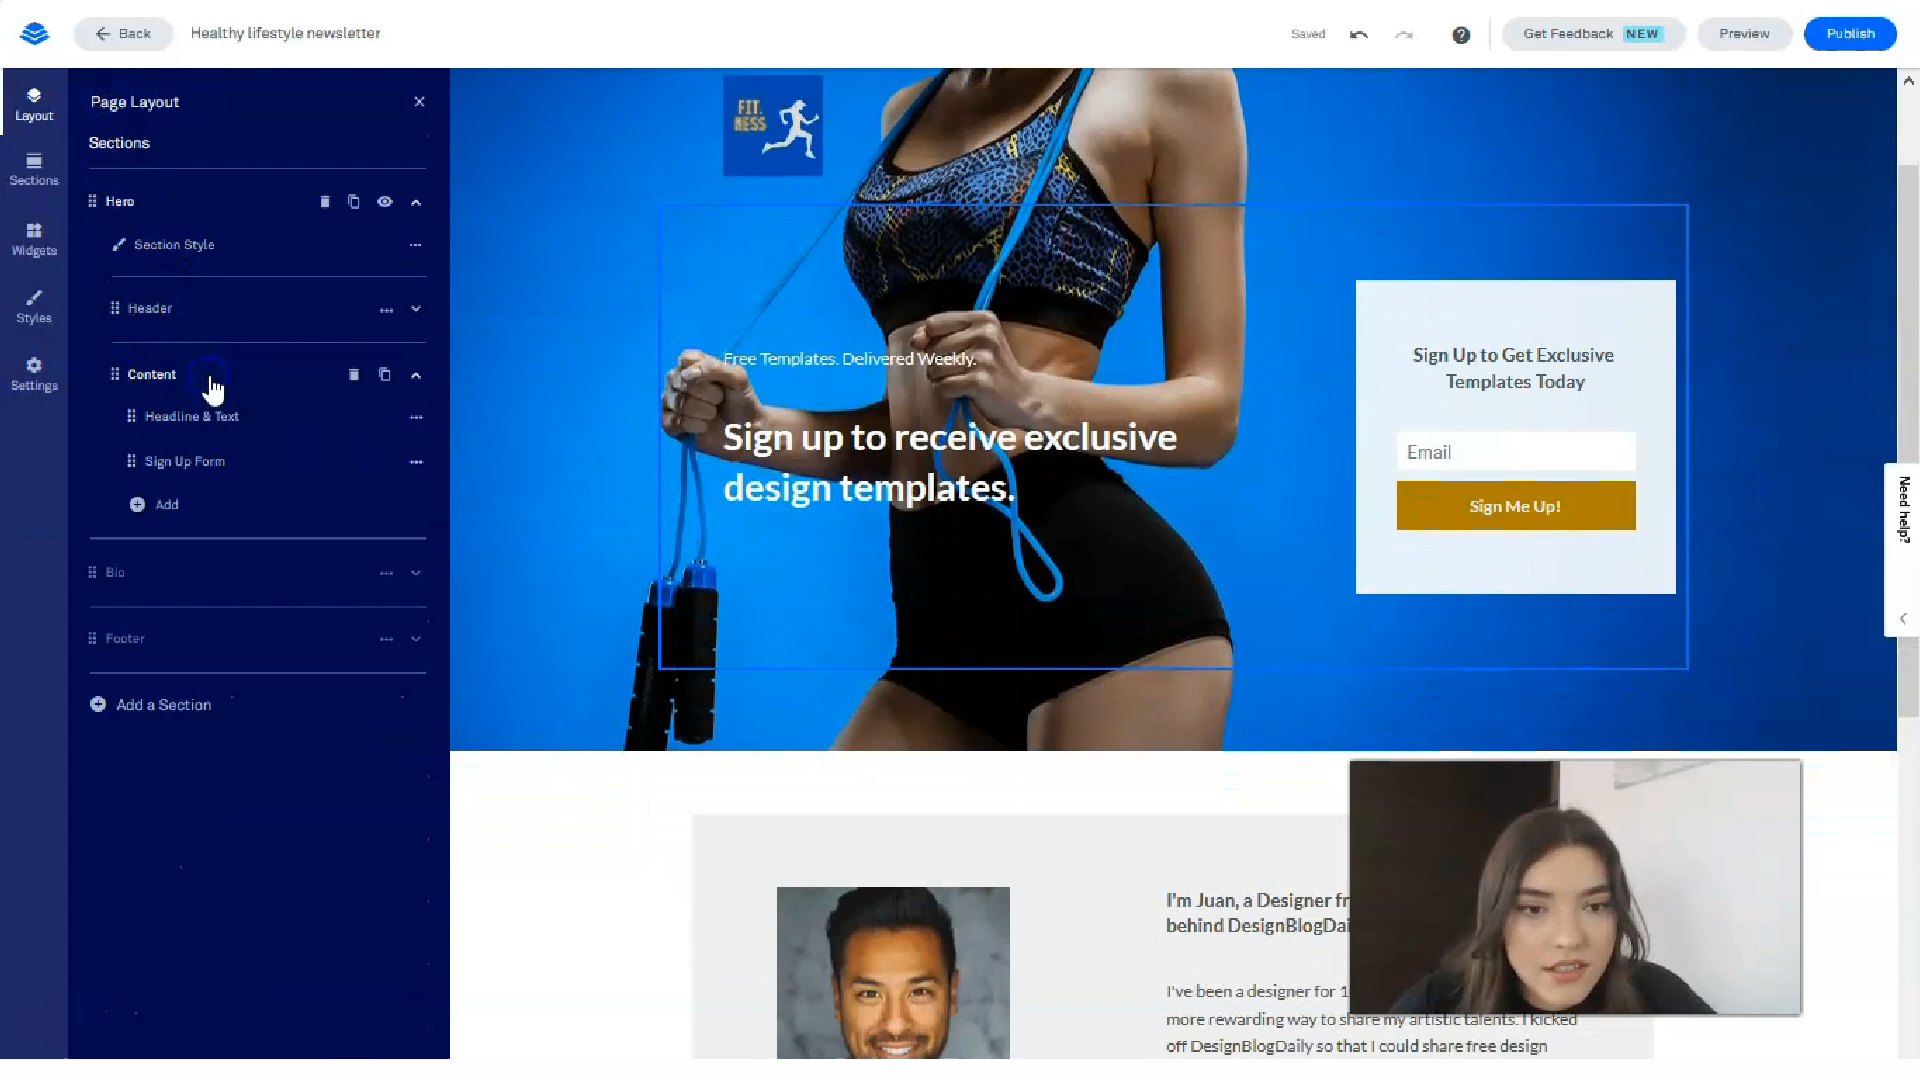 Back
Healthy lifestyle newsletter
Saved
Get Feedback NEW
Preview
Publish
Layout
Sections
Widgets
Styles
Settings
Page Layout
Sections
Hero
Section Style
Header
Content
Headline & Text
Sign Up Form
Add
Bio
Footer
Add a Section
FIT.
NESS
Free Templates. Delivered Weekly.
Sign up to receive exclusive
design templates.
Sign Up to Get Exclusive
Templates Today
Email
Sign Me Up!
Need help?
I'm Juan, a Designer
behind DesignBlogDai
I've been a designer for
more rewarding way to share my artistic talents. I kicked
off DesignBlogDaily so that I could share free design